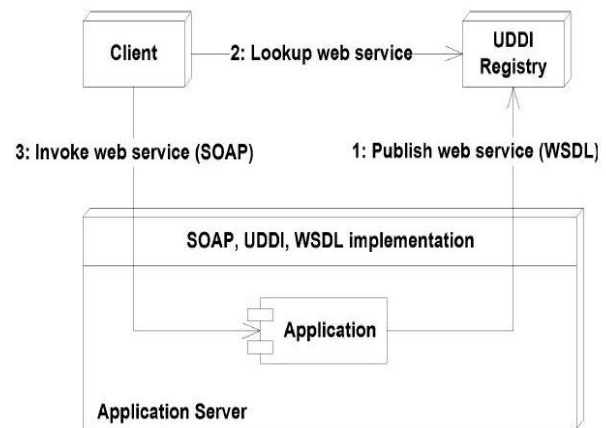 Client
2: Lookup web service
UDDI
Registry
3: Invoke web service (SOAP)
1: Publish web service (WSDL)
SOAP, UDDI, WSDL implementation
Application
Application Server